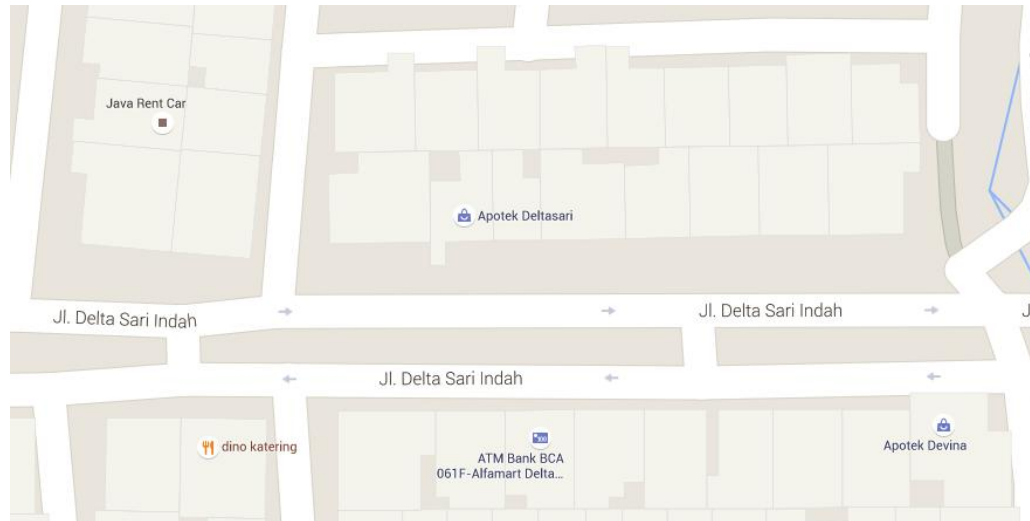 Java Rent Car
Apotek Deltasari
Jl. Delta Sari Indah
Jl. Delta Sari Indah
J
Jl. Delta Sari Indah
dino katering
ATM Bank BCA
061F-Alfamart Delta...
Apotek Devina